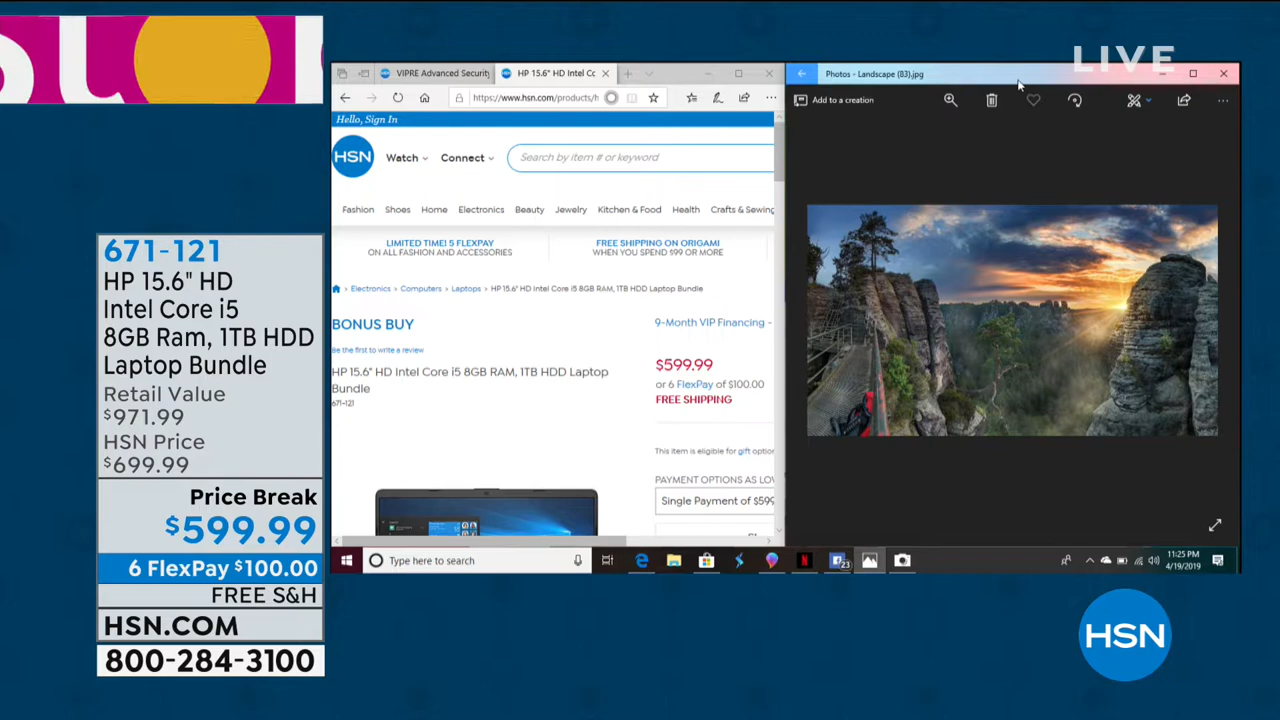 LIVE
671-121
HP 15.6" HD
Intel Core i5
8GB Ram, 1TB HDD
Laptop Bundle
Retail Value
$971.99
HSN Price
$699.99
Price Break
$599.99
6 FlexPay $100.00
FREE S&H
HSN.COM
800-284-3100
VIPRE Advanced Security
HP 15.6" HD Intel Cc
https://www.hsn.com/products/h
Hello, Sign In
HSN
Watch
Connect
Search by item # or keyword
Fashion Shoes Home Electronics Beauty Jewelry Kitchen & Food Health Crafts & Sewing
LIMITED TIME! 5 FLEXPAY
ON ALL FASHION AND ACCESSORIES
FREE SHIPPING ON ORIGAMI
WHEN YOU SPEND $99 OR MORE
Electronics > Computers > Laptops > HP 15.6" HD Intel Core i5 8GB RAM, 1TB HDD Laptop Bundle
BONUS BUY
Be the first to write a review
HP 15.6" HD Intel Core i5 8GB RAM, 1TB HDD Laptop
Bundle
671-121
9-Month VIP Financing -
$599.99
or 6 FlexPay of $100.00
FREE SHIPPING
This item is eligible for gift option
PAYMENT OPTIONS AS LOW
Single Payment of $599
Photos - Landscape (83).jpg
Add to a creation
Type here to search
23
11:25 PM
4/19/2019
HSN